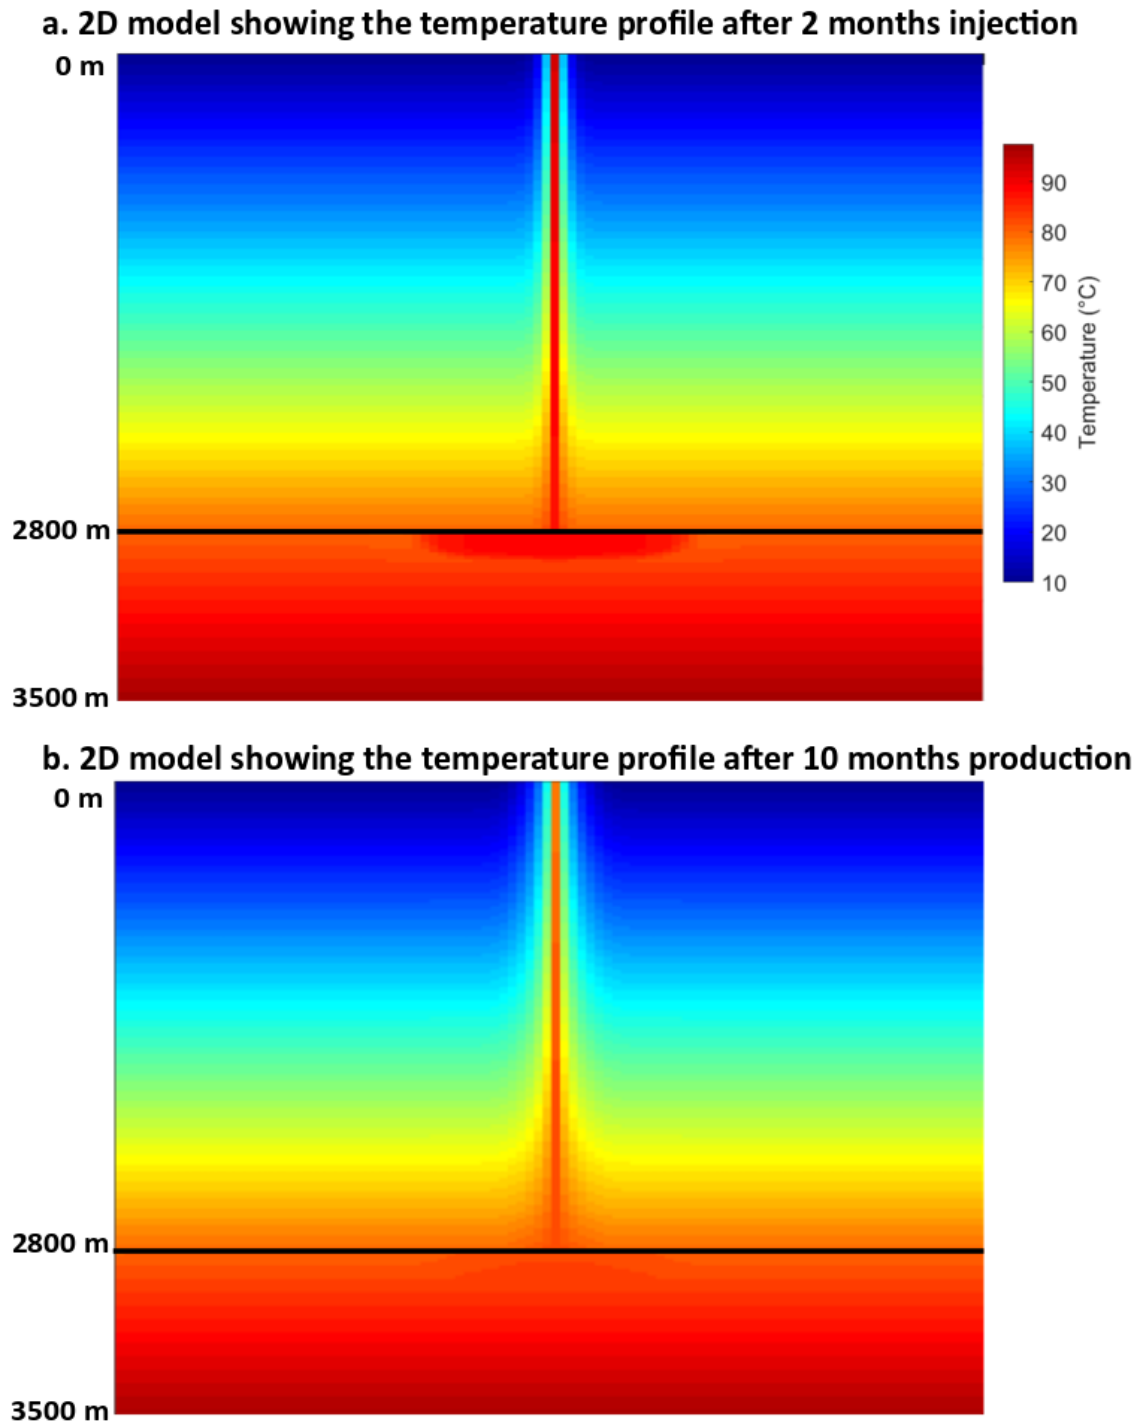 a. 2D model showing the temperature profile after 2 months injection
0 m
90
80
70
60
50
40
30
20
10
Temperature (°C)
2800 m
3500 m
b. 2D model showing the temperature profile after 10 months production
0 m
2800 m
3500 m